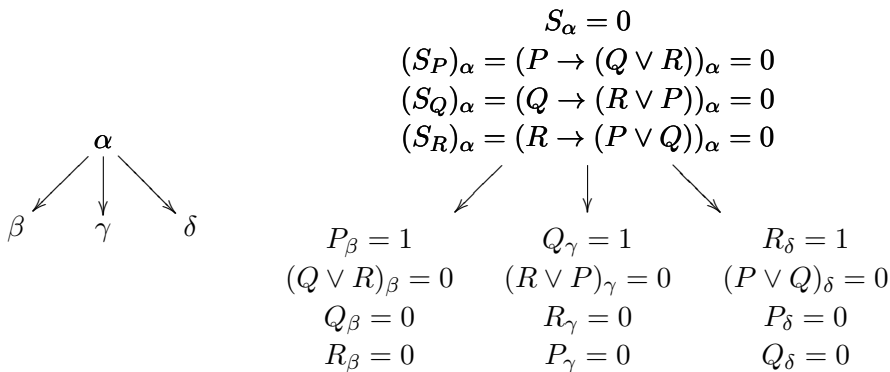 S_α = 0
(S_P)_α = (P → (Q ∨ R))_α = 0
(S_Q)_α = (Q → (R ∨ P))_α = 0
(S_R)_α = (R → (P ∨ Q))_α = 0
α
β γ δ
P_β = 1 Q_γ = 1 R_δ = 1
(Q ∨ R)_β = 0 (R ∨ P)_γ = 0 (P ∨ Q)_δ = 0
Q_β = 0 R_γ = 0 P_δ = 0
R_β = 0 P_γ = 0 Q_δ = 0